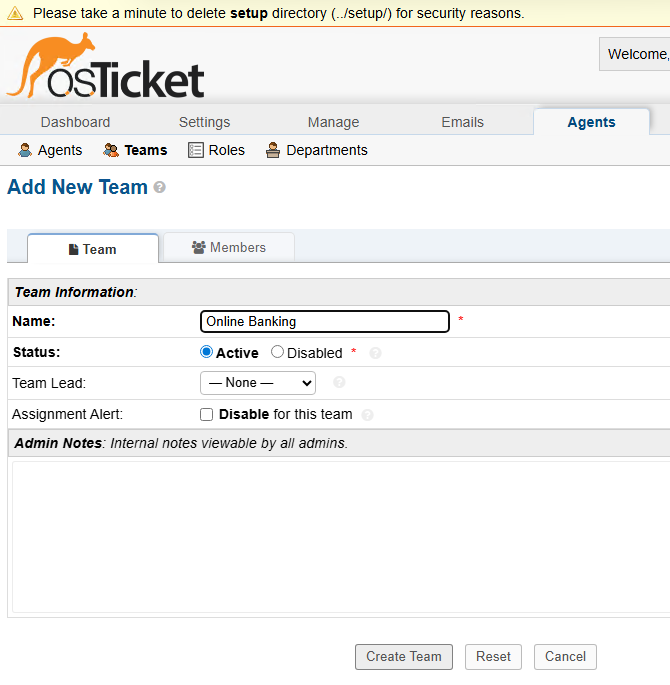 Please take a minute to delete setup directory (../setup/) for security reasons.
osTicket
Welcome,
Dashboard Settings Manage Emails Agents
Agents Teams Roles Departments
Add New Team ?
Team Members
Team Information:
Name: Online Banking *
Status: Active Disabled * ?
Team Lead: — None — ?
Assignment Alert: Disable for this team ?
Admin Notes: Internal notes viewable by all admins.
Create Team Reset Cancel